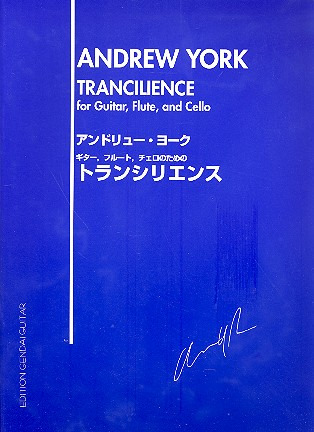 ANDREW YORK
TRANCILIENCE
for Guitar, Flute, and Cello
アンドリュー・ヨーク
ギター，フルート，チェロのための
トランシリエンス
EDITION GENDAI GUITAR